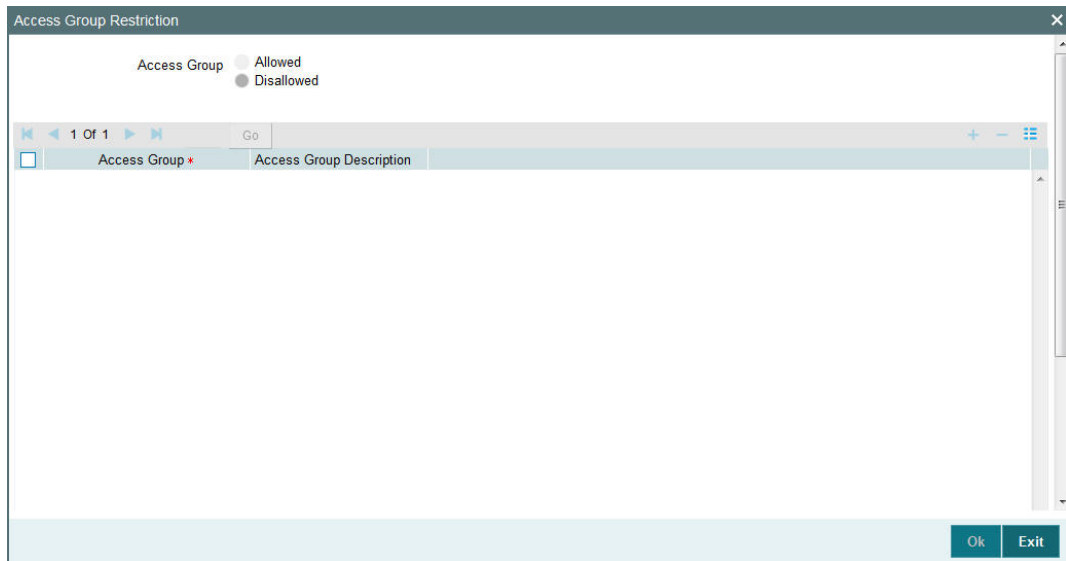 Access Group Restriction
Access Group Allowed
Disallowed
1 Of 1 Go
Access Group * Access Group Description
Ok Exit